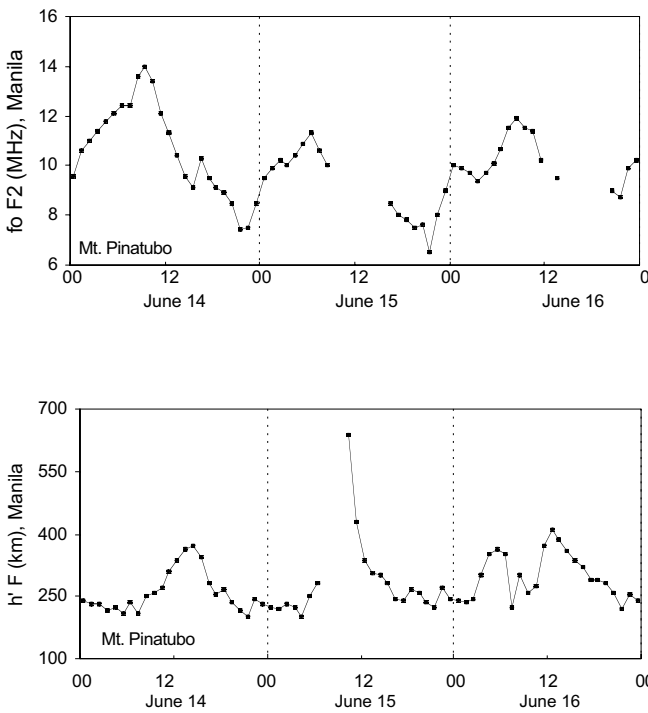 fo F2 (MHz), Manila
16
14
12
10
8
6
Mt. Pinatubo
00 12 00 12 00 12 0
June 14 June 15 June 16
h' F (km), Manila
700
550
400
250
100
Mt. Pinatubo
00 12 00 12 00 12 00
June 14 June 15 June 16